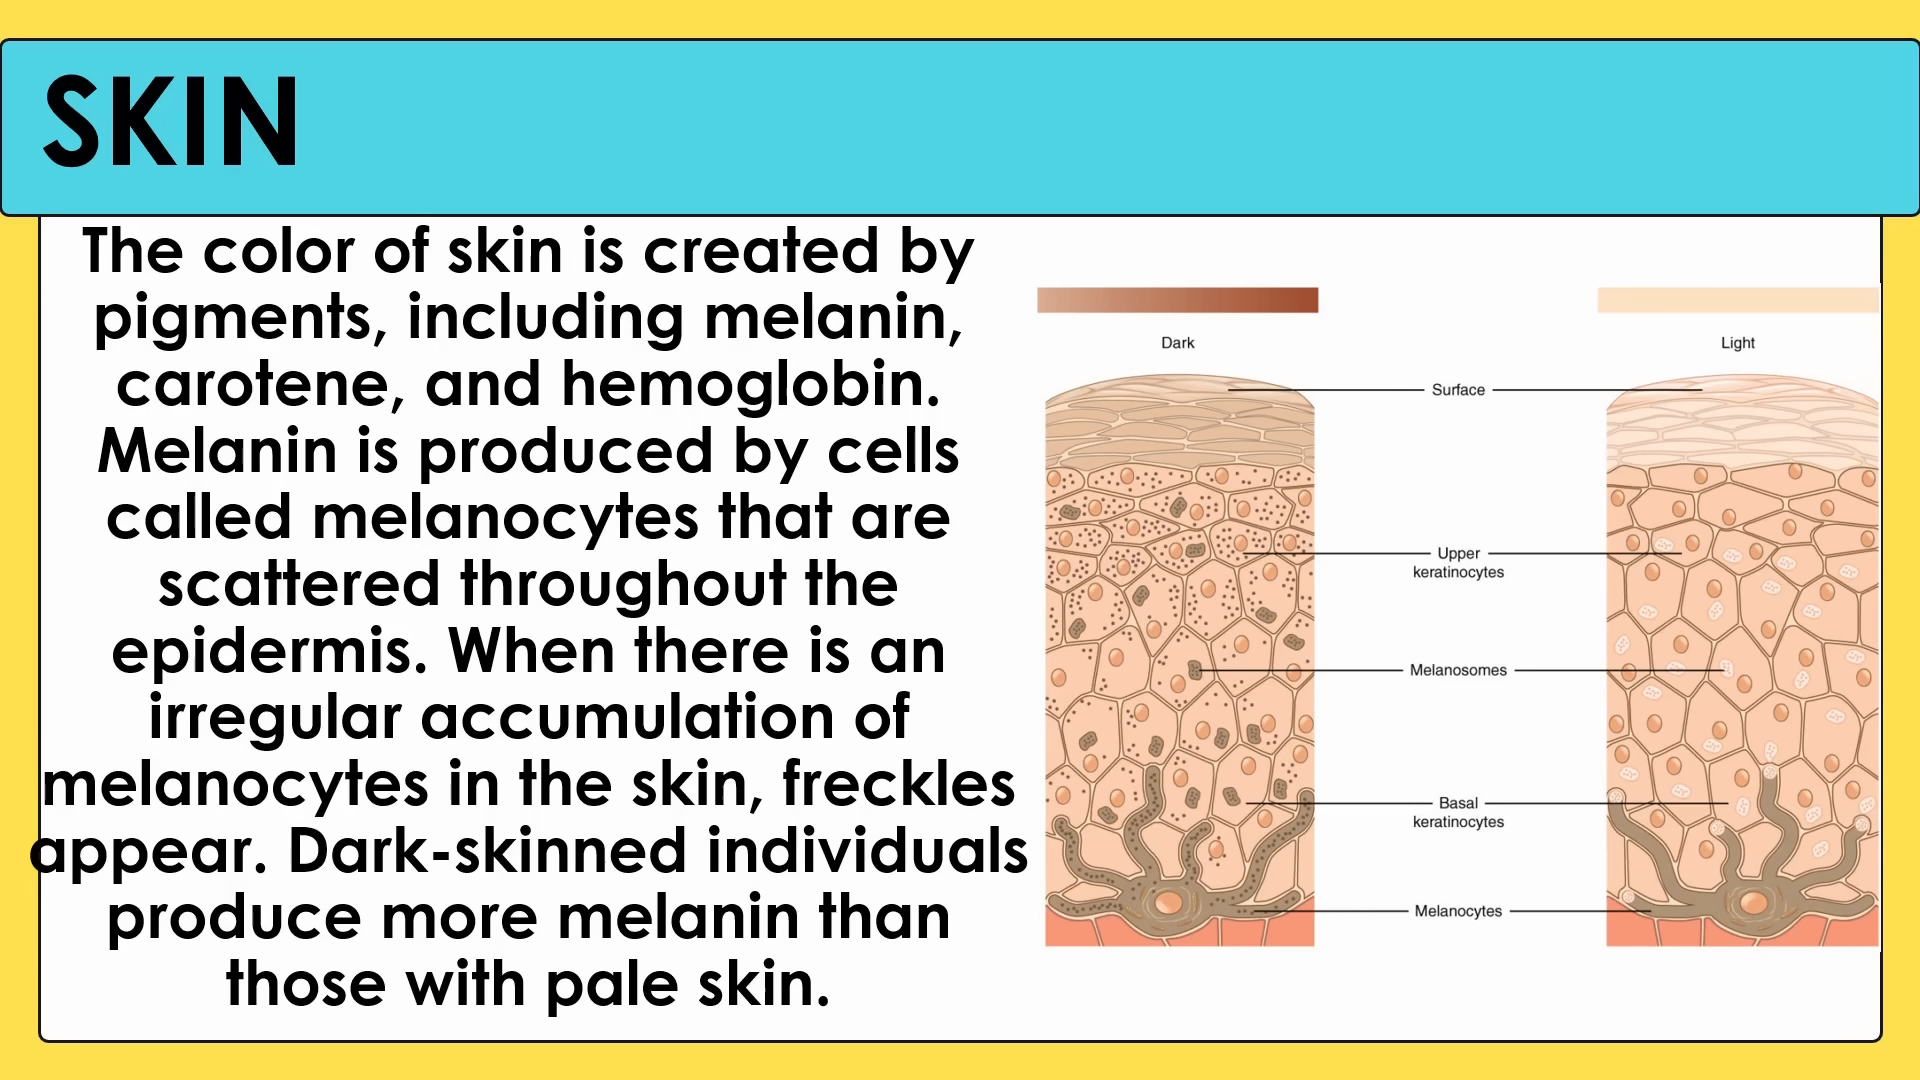 SKIN
The color of skin is created by
pigments, including melanin,
carotene, and hemoglobin.
Melanin is produced by cells
called melanocytes that are
scattered throughout the
epidermis. When there is an
irregular accumulation of
melanocytes in the skin, freckles
appear. Dark-skinned individuals
produce more melanin than
those with pale skin.
Dark
Light
Surface
Upper
keratinocytes
Melanosomes
Basal
keratinocytes
Melanocytes